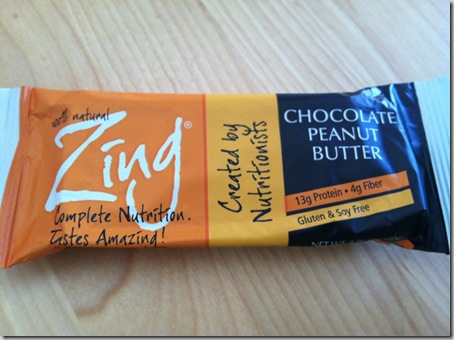 100% natural
Zing®
Complete Nutrition.
Tastes Amazing!
Created by
Nutritionists
CHOCOLATE
PEANUT
BUTTER
13g Protein • 4g Fiber
Gluten & Soy Free
NET